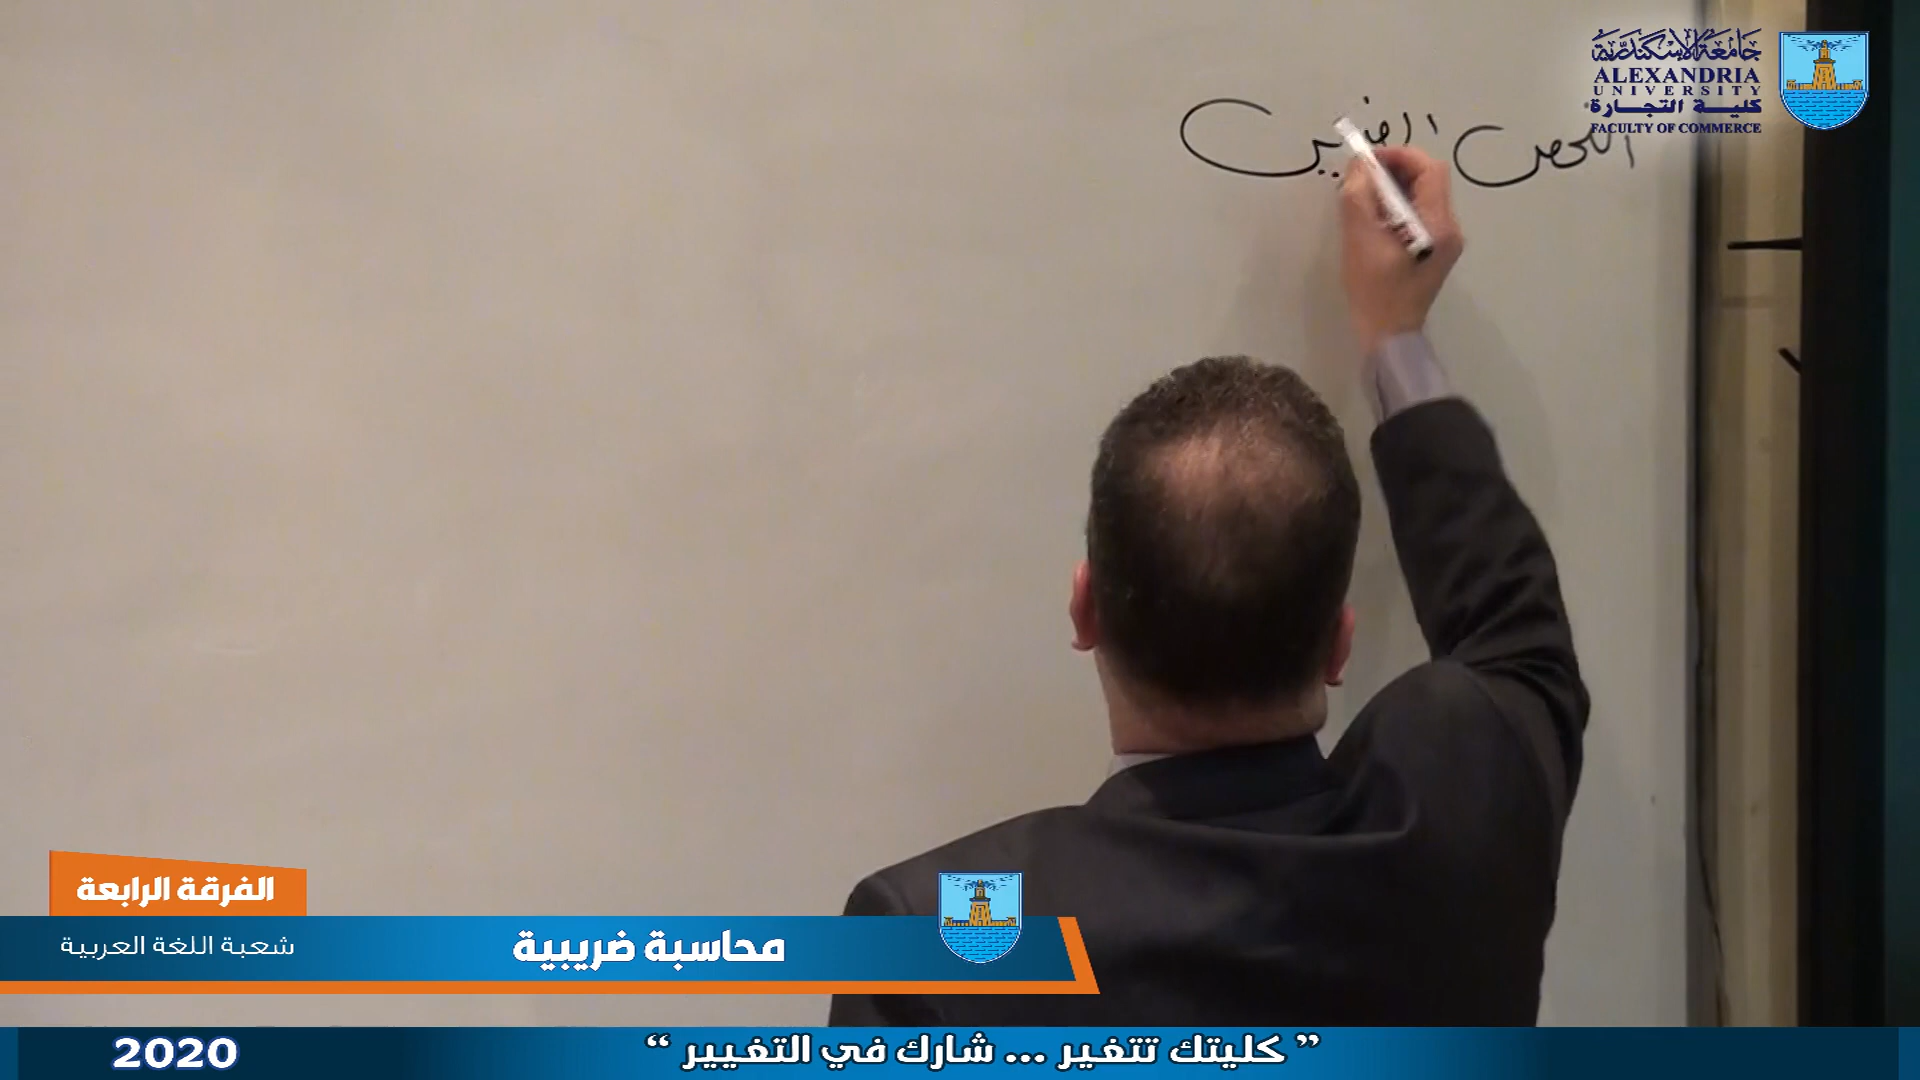 جامعة الإسكندرية
ALEXANDRIA
UNIVERSITY
كلية التجارة
FACULTY OF COMMERCE
الفحص
الفرقة الرابعة
شعبة اللغة العربية
محاسبة ضريبية
2020
” كليتك تتغير ... شارك في التغيير “